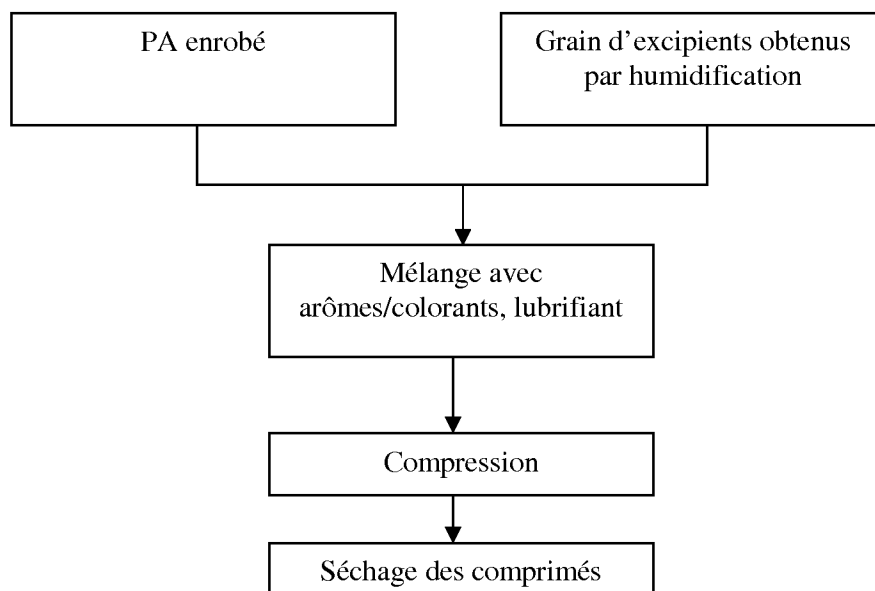 PA enrobé
Grain d’excipients obtenus
par humidification
Mélange avec
arômes/colorants, lubrifiant
Compression
Séchage des comprimés